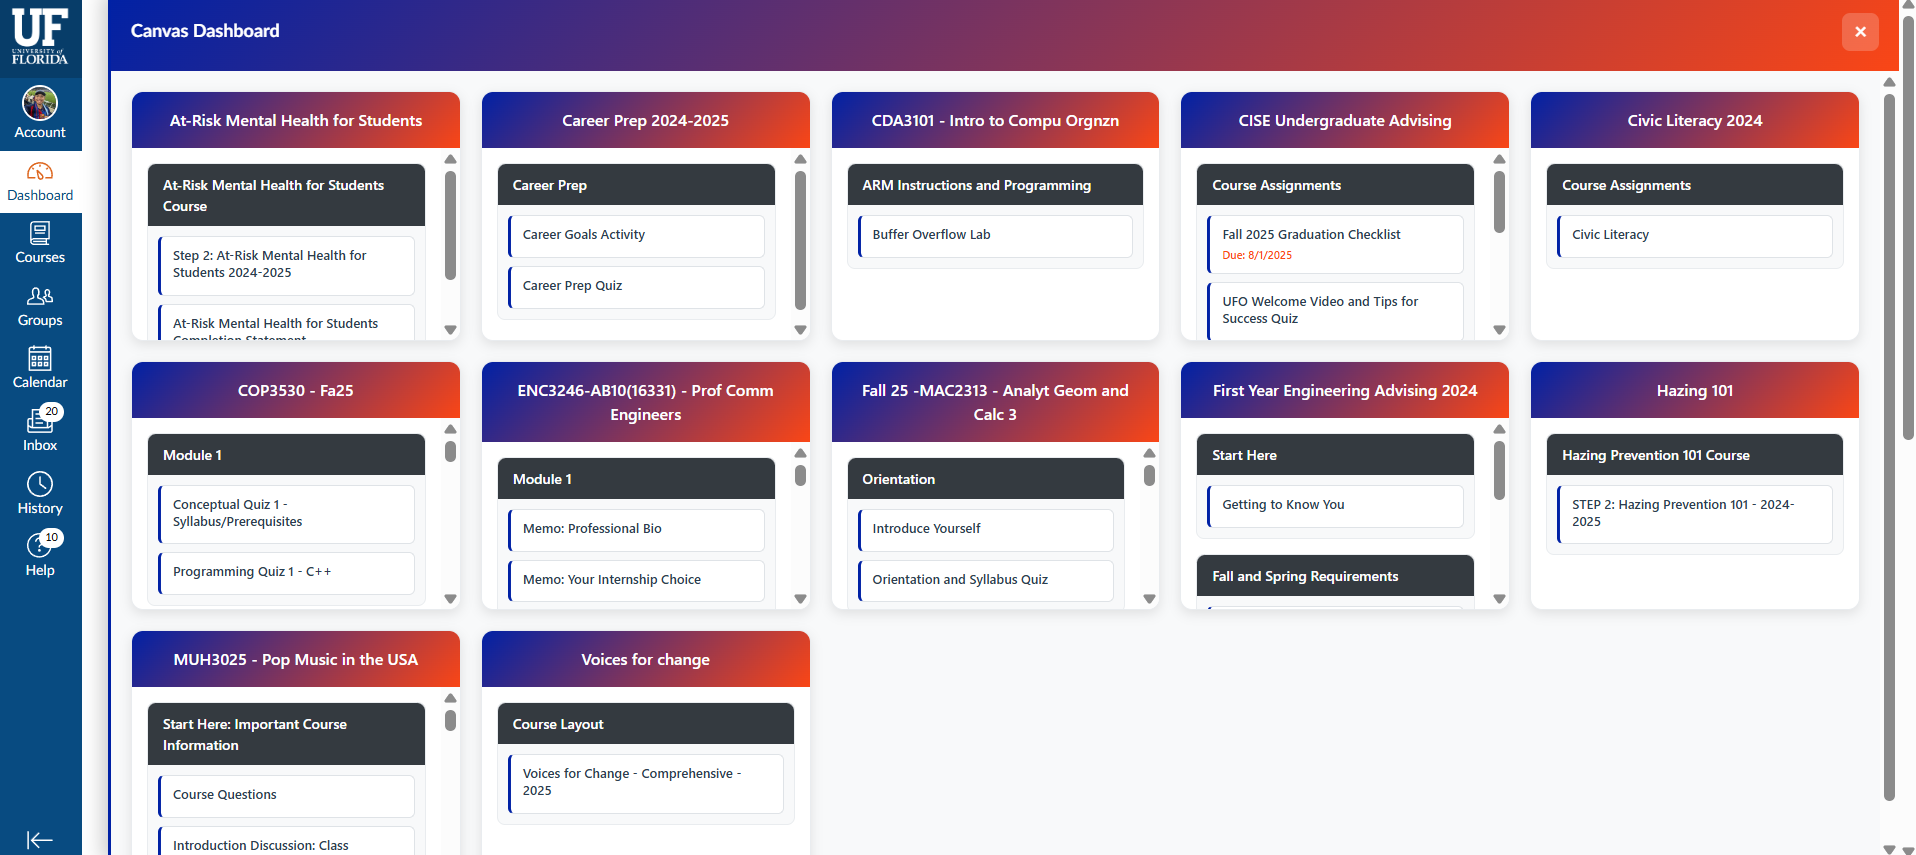 UF
UNIVERSITY of
FLORIDA
Account
Dashboard
Courses
Groups
Calendar
20
Inbox
History
10
Help
Canvas Dashboard
At-Risk Mental Health for Students
At-Risk Mental Health for Students
Course
Step 2: At-Risk Mental Health for
Students 2024-2025
At-Risk Mental Health for Students
Completion Statement
Career Prep 2024-2025
Career Prep
Career Goals Activity
Career Prep Quiz
CDA3101 - Intro to Compu Orgnzn
ARM Instructions and Programming
Buffer Overflow Lab
CISE Undergraduate Advising
Course Assignments
Fall 2025 Graduation Checklist
Due: 8/1/2025
UFO Welcome Video and Tips for
Success Quiz
Civic Literacy 2024
Course Assignments
Civic Literacy
COP3530 - Fa25
Module 1
Conceptual Quiz 1 -
Syllabus/Prerequisites
Programming Quiz 1 - C++
ENC3246-AB10(16331) - Prof Comm
Engineers
Module 1
Memo: Professional Bio
Memo: Your Internship Choice
Fall 25 -MAC2313 - Analyt Geom and
Calc 3
Orientation
Introduce Yourself
Orientation and Syllabus Quiz
First Year Engineering Advising 2024
Start Here
Getting to Know You
Fall and Spring Requirements
Hazing 101
Hazing Prevention 101 Course
STEP 2: Hazing Prevention 101 - 2024-
2025
MUH3025 - Pop Music in the USA
Start Here: Important Course
Information
Course Questions
Introduction Discussion: Class
Voices for change
Course Layout
Voices for Change - Comprehensive -
2025